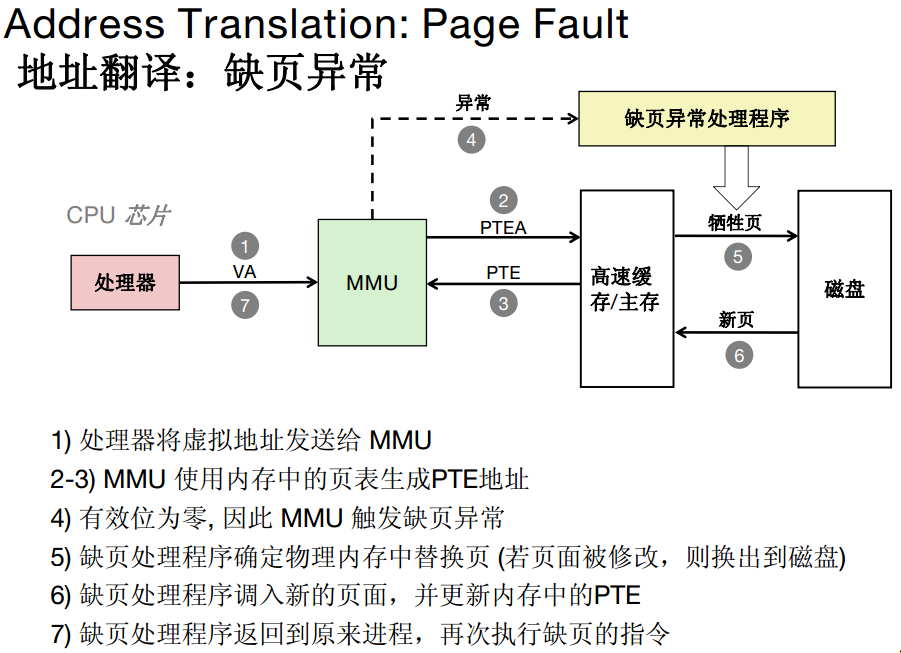 Address Translation: Page Fault
地址翻译：缺页异常
异常
4
缺页异常处理程序
CPU 芯片
2
PTEA
牺牲页
5
1
VA
7
处理器
MMU
PTE
3
高速缓
存/主存
磁盘
新页
6
1) 处理器将虚拟地址发送给 MMU
2-3) MMU 使用内存中的页表生成PTE地址
4) 有效位为零, 因此 MMU 触发缺页异常
5) 缺页处理程序确定物理内存中替换页 (若页面被修改，则换出到磁盘)
6) 缺页处理程序调入新的页面，并更新内存中的PTE
7) 缺页处理程序返回到原来进程，再次执行缺页的指令